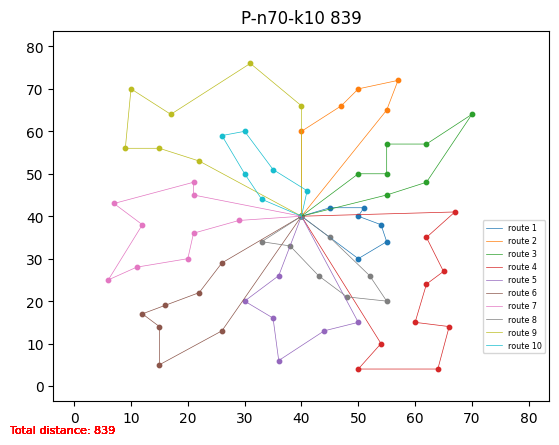 P-n70-k10 839
80
70
60
50
40
30
20
10
0
0 10 20 30 40 50 60 70 80
route 1
route 2
route 3
route 4
route 5
route 6
route 7
route 8
route 9
route 10
Total distance: 839